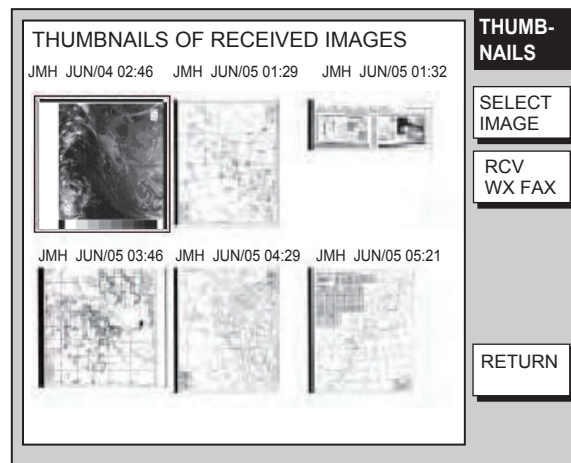 THUMBNAILS OF RECEIVED IMAGES
JMH JUN/04 02:46 JMH JUN/05 01:29 JMH JUN/05 01:32
JMH JUN/05 03:46 JMH JUN/05 04:29 JMH JUN/05 05:21
THUMB-
NAILS
SELECT
IMAGE
RCV
WX FAX
RETURN